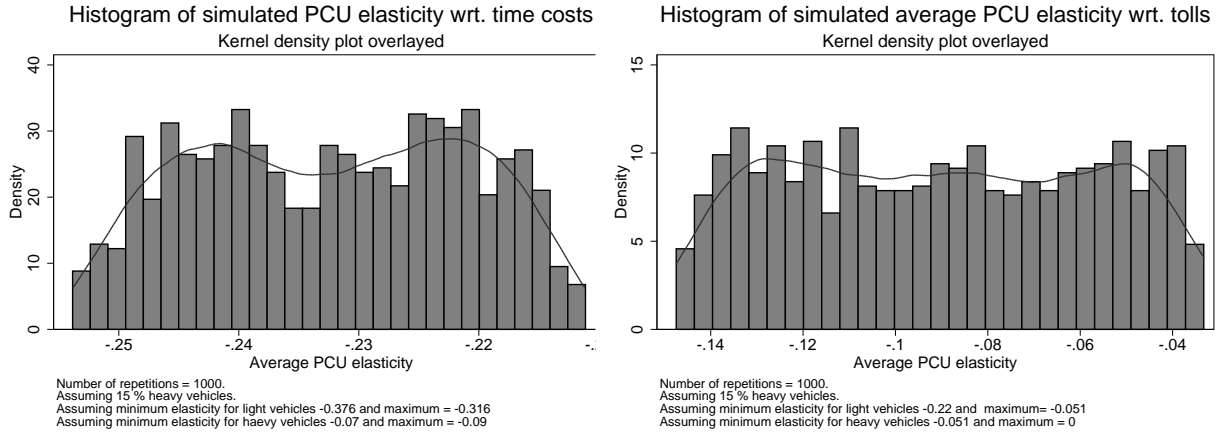 Histogram of simulated PCU elasticity wrt. time costs
Kernel density plot overlayed
40
30
20
10
0
Density
-.25
-.24
-.23
-.22
Average PCU elasticity
Number of repetitions = 1000.
Assuming 15 % heavy vehicles.
Assuming minimum elasticity for light vehicles -0.376 and maximum = -0.316
Assuming minimum elasticity for haevy vehicles -0.07 and maximum = -0.09
Histogram of simulated average PCU elasticity wrt. tolls
Kernel density plot overlayed
15
10
5
0
Density
-.14
-.12
-.1
-.08
-.06
-.04
Average PCU elasticity
Number of repetitions = 1000.
Assuming 15 % heavy vehicles.
Assuming minimum elasticity for light vehicles -0.22 and  maximum= -0.051
Assuming minimum elasticity for heavy vehicles -0.051 and maximum = 0